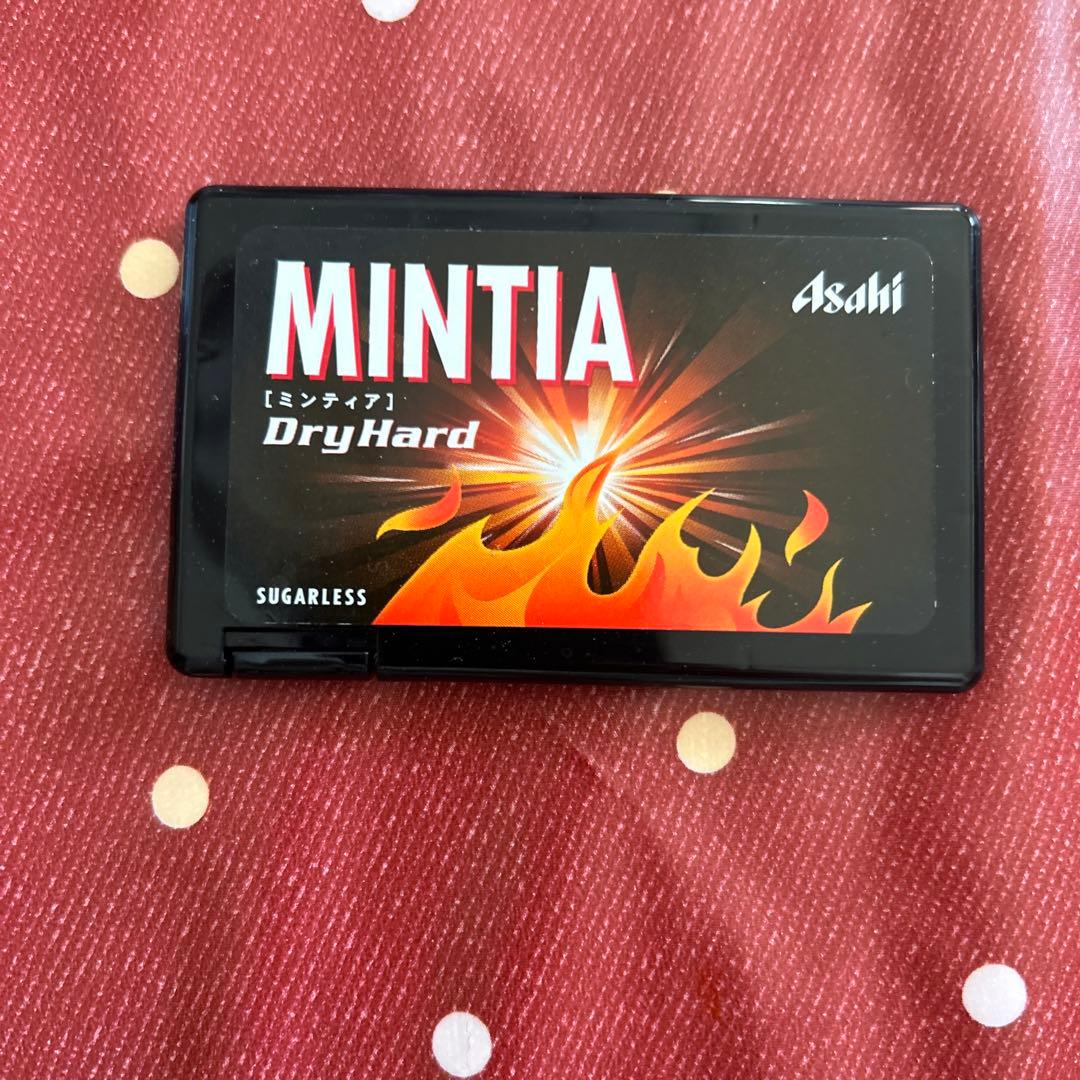 MINTIA
Asahi
[ミンティア]
DryHard
SUGARLESS